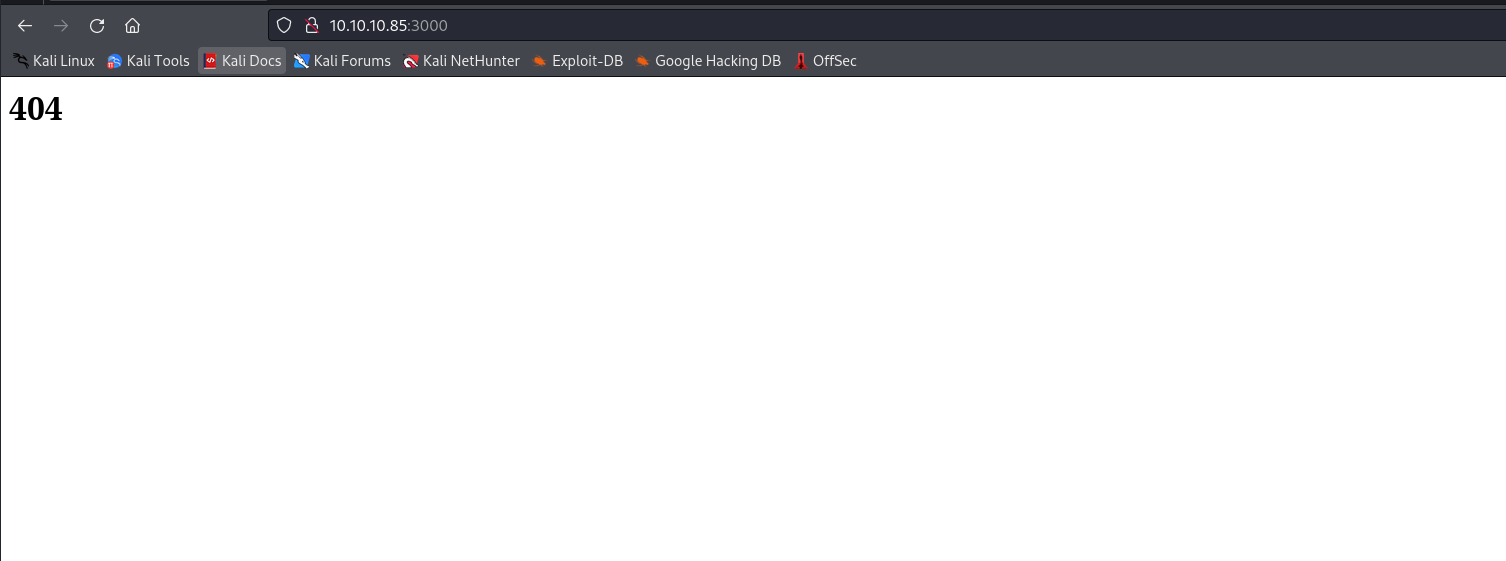 10.10.10.85:3000
Kali Linux Kali Tools Kali Docs Kali Forums Kali NetHunter Exploit-DB Google Hacking DB OffSec
404